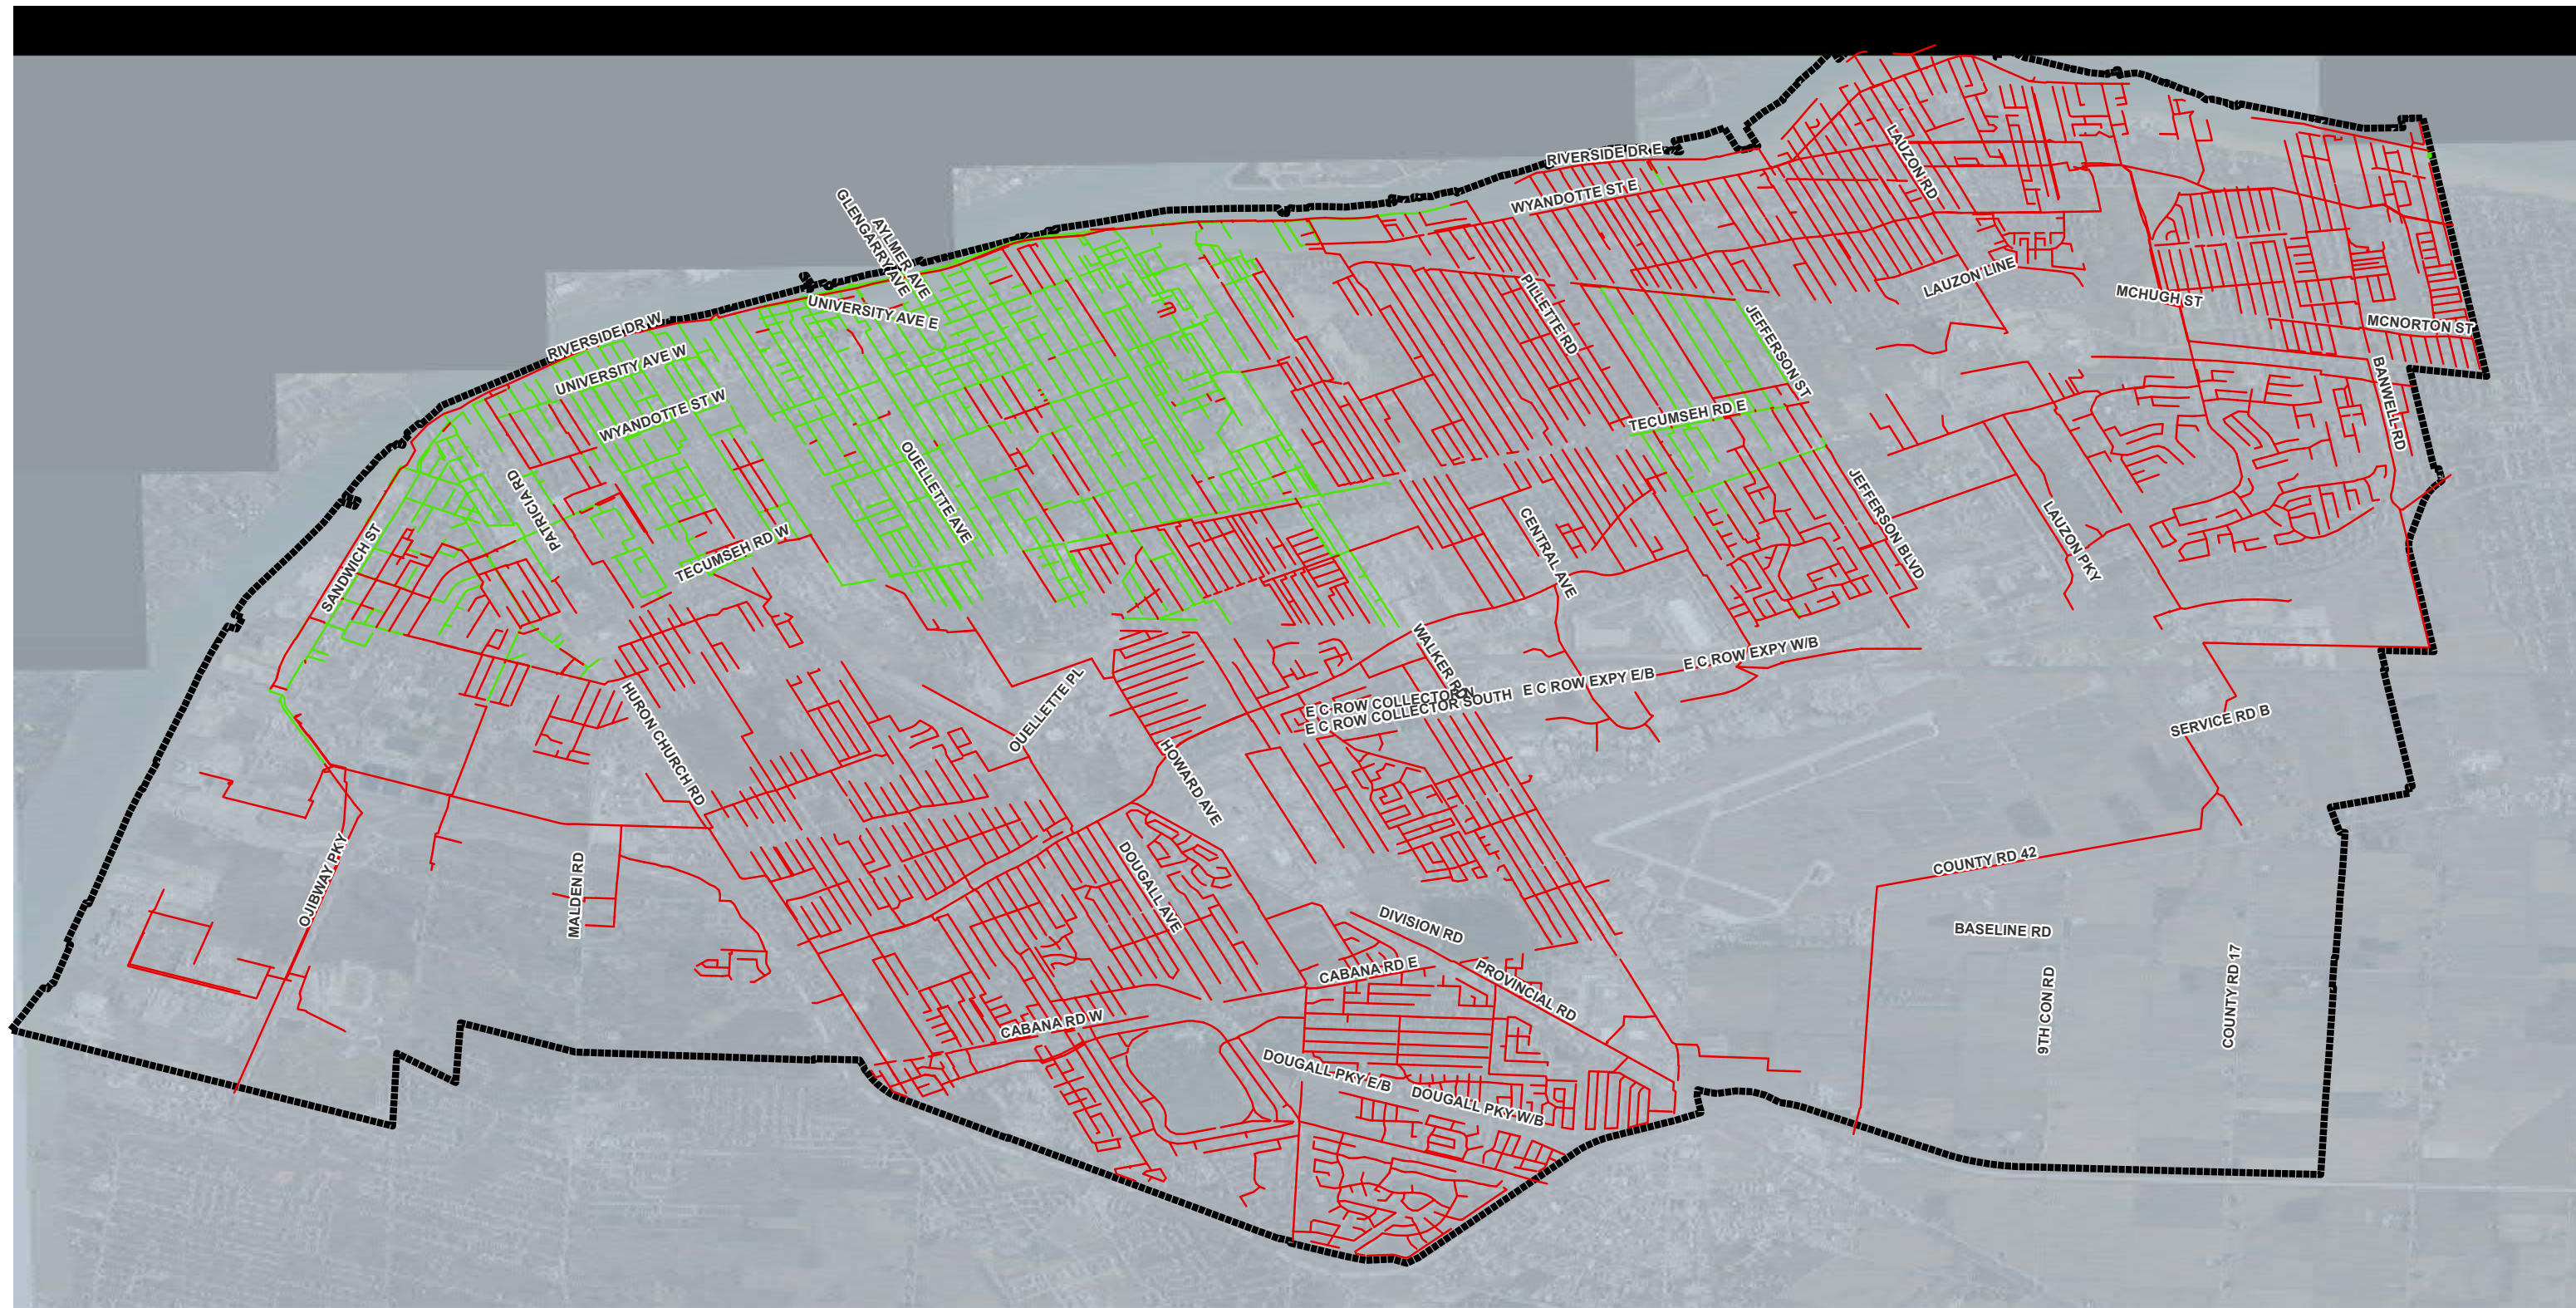 RIVERSIDE DR E
LAUZON RD
WYANDOTTE ST E
AYLMER AVE
GLENGARRY AVE
LAUZON LINE
MCHUGH ST
UNIVERSITY AVE E
PILLETTE RD
MCNORTON ST
RIVERSIDE DR W
JEFFERSON ST
UNIVERSITY AVE W
BANWELL RD
WYANDOTTE ST W
TECUMSEH RD E
OUELLETTE AVE
PATRICIA RD
JEFFERSON BLVD
LAUZON PKY
CENTRAL AVE
TECUMSEH RD W
SANDWICH ST
WALKER RD
E C ROW EXPY W/B
E C ROW EXPY E/B
E C ROW COLLECTOR N
E C ROW COLLECTOR SOUTH
OUELLETTE PL
SERVICE RD B
HURON CHURCH RD
HOWARD AVE
COUNTY RD 42
OJIBWAY PKY
MALDEN RD
DOUGALL AVE
DIVISION RD
BASELINE RD
CABANA RD E
PROVINCIAL RD
COUNTY RD 17
9TH CON RD
CABANA RD W
DOUGALL PKY E/B
DOUGALL PKY W/B